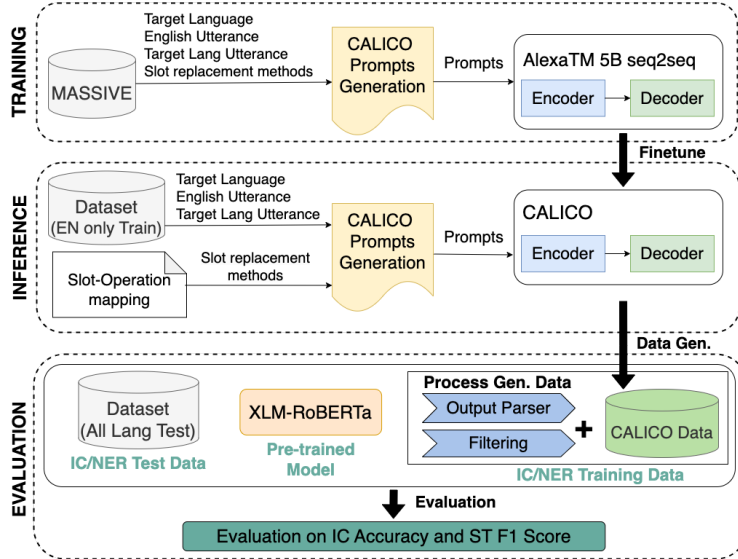 TRAINING
MASSIVE
Target Language
English Utterance
Target Lang Utterance
Slot replacement methods
CALICO
Prompts
Generation
Prompts
AlexaTM 5B seq2seq
Encoder
Decoder
Finetune
INFERENCE
Dataset
(EN only Train)
Target Language
English Utterance
Target Lang Utterance
Slot-Operation
mapping
Slot replacement
methods
CALICO
Prompts
Generation
Prompts
CALICO
Encoder
Decoder
Data Gen.
EVALUATION
Dataset
(All Lang Test)
IC/NER Test Data
XLM-RoBERTa
Pre-trained
Model
Process Gen. Data
Output Parser
Filtering
+
CALICO Data
IC/NER Training Data
Evaluation
Evaluation on IC Accuracy and ST F1 Score